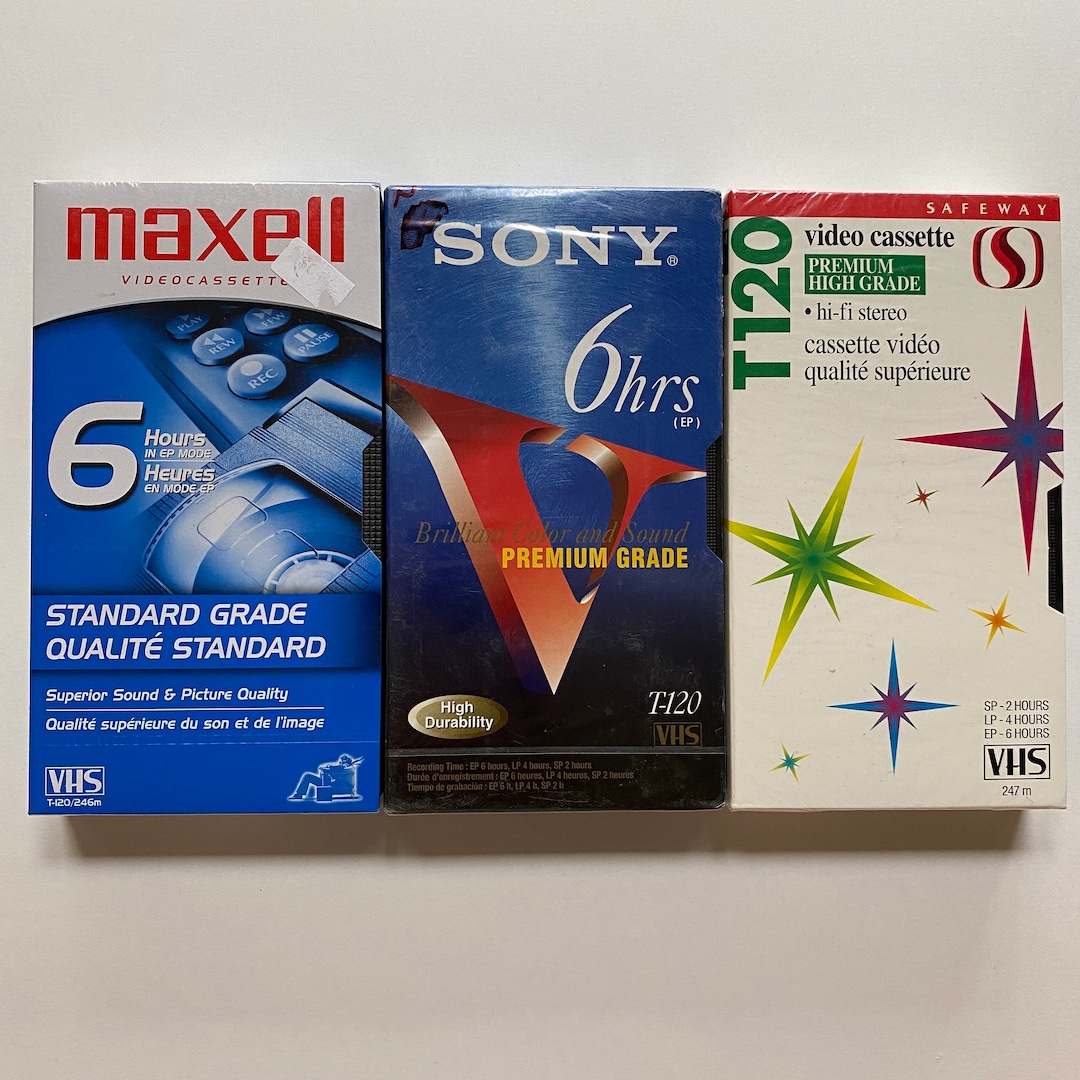 maxell
VIDEOCASSETTE
PLAY
F/FW
REW
PAUSE
REC
6
Hours
IN EP MODE
Heures
EN MODE EP
STANDARD GRADE
QUALITÉ STANDARD
Superior Sound & Picture Quality
Qualité supérieure du son et de l'image
VHS
T-120/246m
SONY®
6hrs
(EP)
V
Brilliant Color and Sound
PREMIUM GRADE
High
Durability
T-120
VHS
Recording Time : EP 6 hours, LP 4 hours, SP 2 hours
Durée d'enregistrement : EP 6 heures, LP 4 heures, SP 2 heures
Tiempo de grabación : EP 6 h, LP 4 h, SP 2 h
SAFEWAY
T120
video cassette
PREMIUM
HIGH GRADE
• hi-fi stereo
cassette vidéo
qualité supérieure
S
SP - 2 HOURS
LP - 4 HOURS
EP - 6 HOURS
VHS
247 m